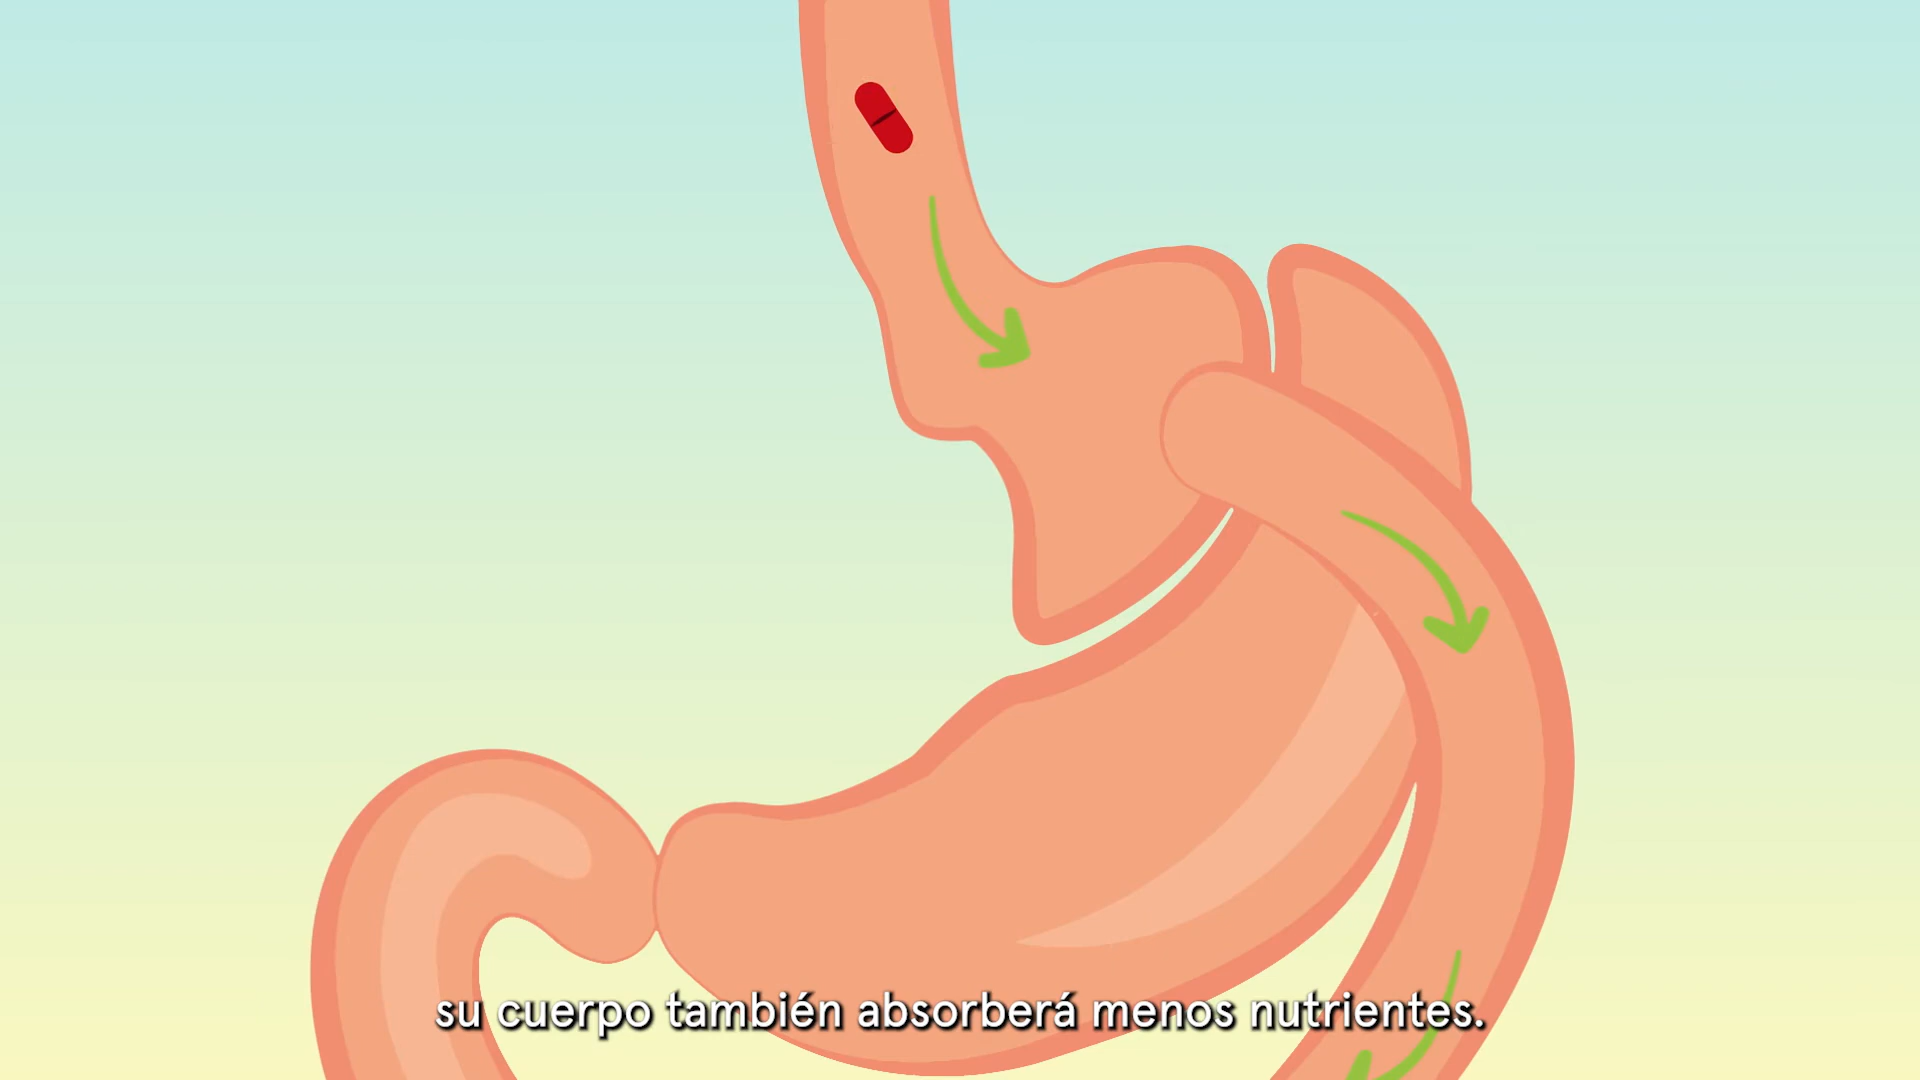 su cuerpo también absorberá menos nutrientes.